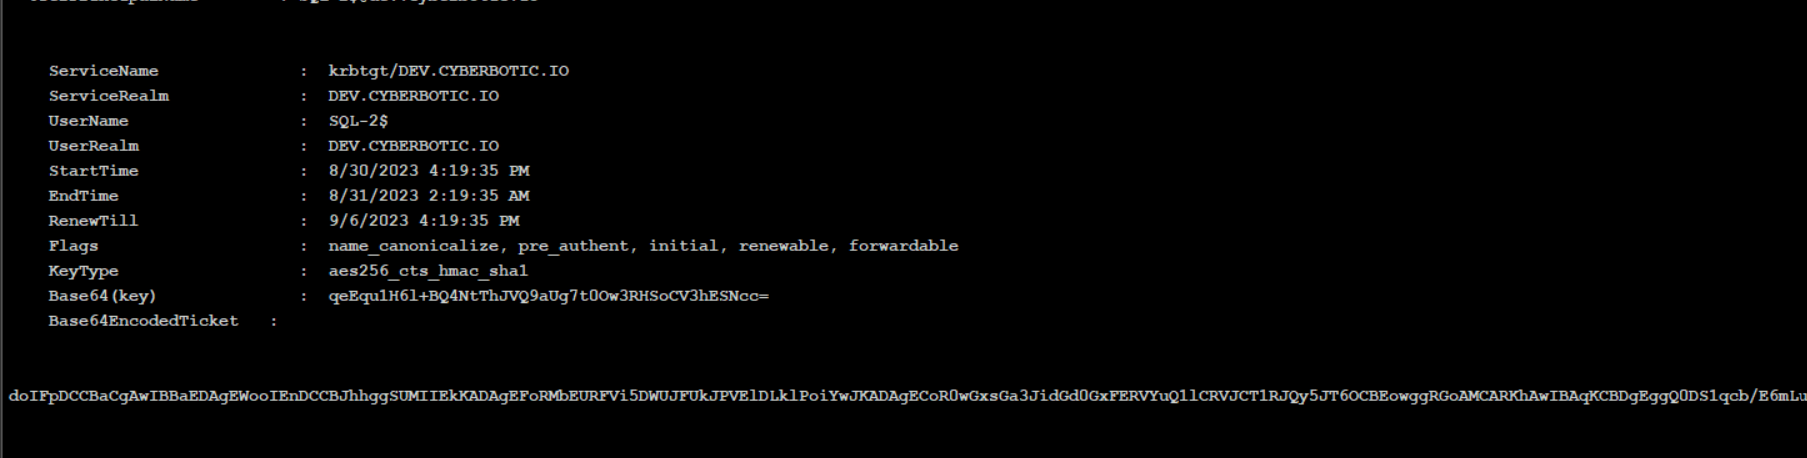 ServiceName : krbtgt/DEV.CYBERBOTIC.IO
ServiceRealm : DEV.CYBERBOTIC.IO
UserName : SQL-2$
UserRealm : DEV.CYBERBOTIC.IO
StartTime : 8/30/2023 4:19:35 PM
EndTime : 8/31/2023 2:19:35 AM
RenewTill : 9/6/2023 4:19:35 PM
Flags : name_canonicalize, pre_authent, initial, renewable, forwardable
KeyType : aes256_cts_hmac_sha1
Base64(key) : qeEqu1H6l+BQ4NtThJVQ9aUg7t0Ow3RHSoCV3hESNcc=
Base64EncodedTicket :
doIFpDCCBaCgAwIBBaEDAgEWooIEnDCCBJhhggSUMIIEkKADAgEFoRMbEURFVi5DWUJFUkJPVElDLklPoiYwJKADAgECoR0wGxsGa3JidGd0GxFERVYuQ1lCRVJCT1RJQy5JT6OCBEowggRGoAMCARKhAwIBAqKCBDgEggQ0DS1qcb/E6mLu